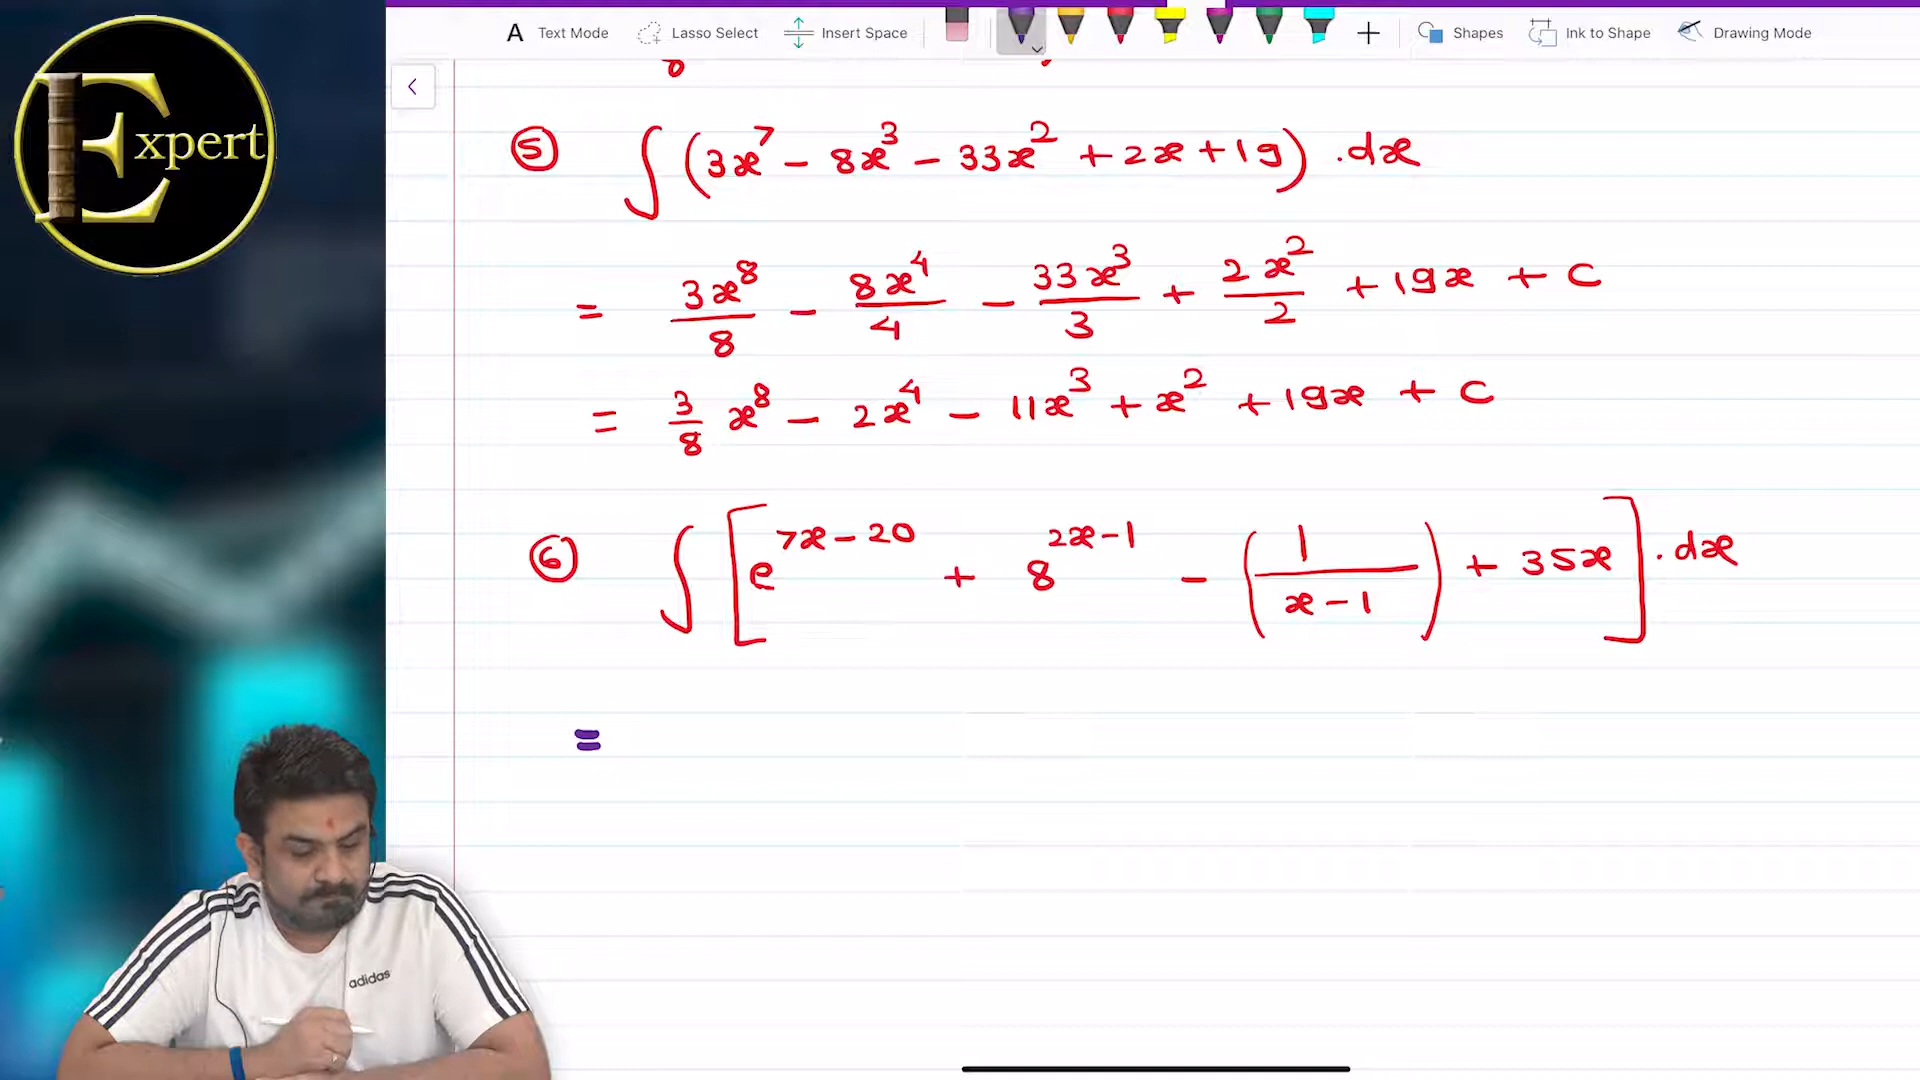 Expert
A Text Mode Lasso Select Insert Space Shapes Ink to Shape Drawing Mode
⑤ ∫ (3x⁷ - 8x³ - 33x² + 2x + 19) . dx
= 3x⁸/8 - 8x⁴/4 - 33x³/3 + 2x²/2 + 19x + C
= 3/8 x⁸ - 2x⁴ - 11x³ + x² + 19x + C
⑥ ∫ [e^(7x-20) + 8^(2x-1) - (1/(x-1)) + 35x] . dx
=
adidas